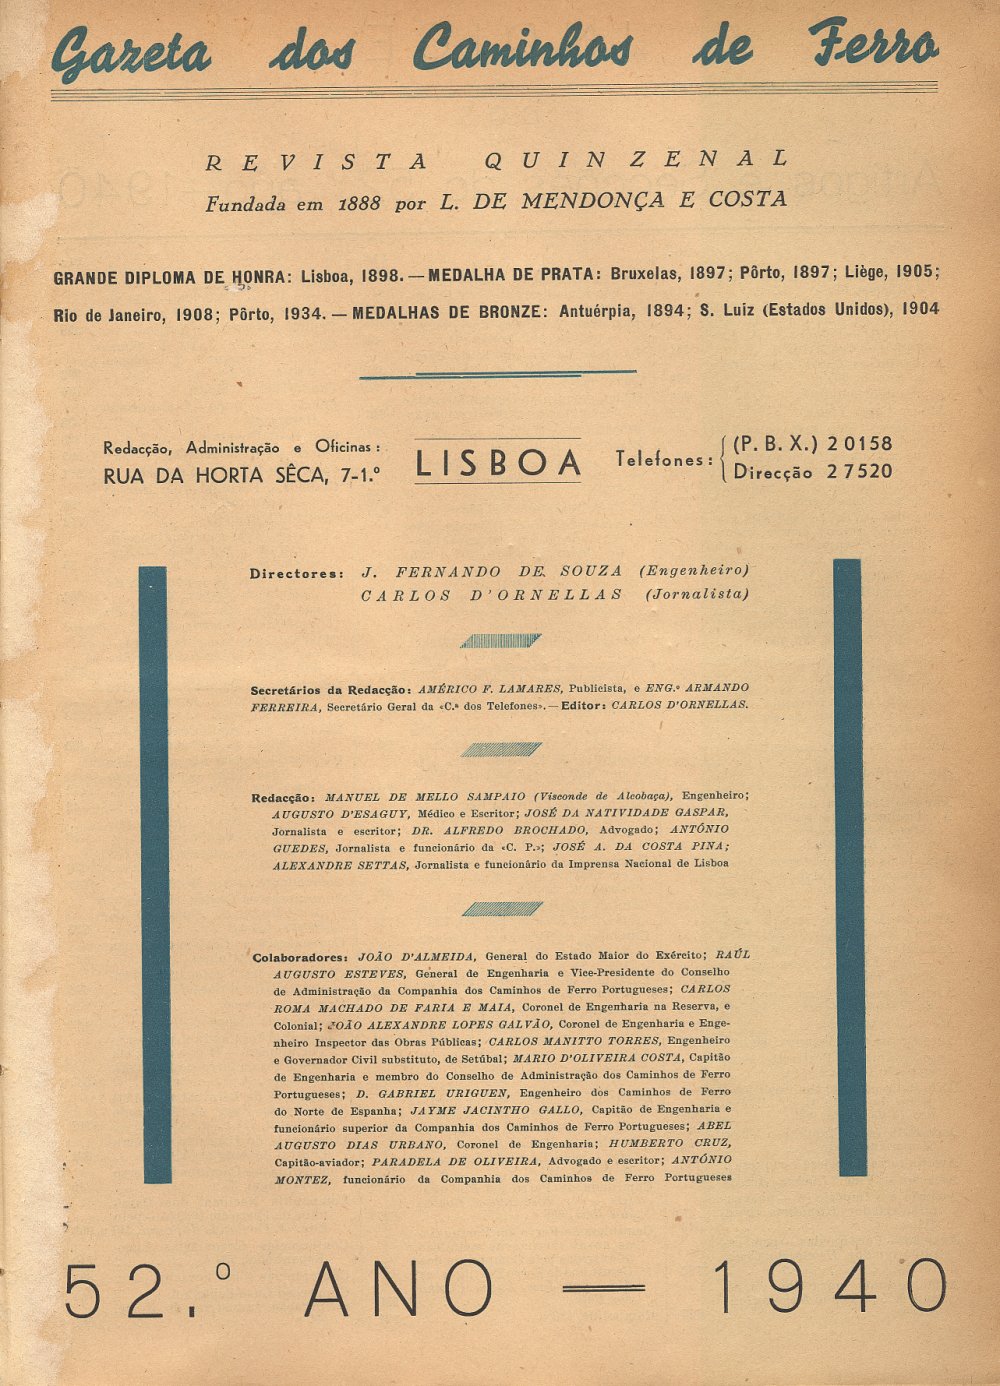 Gazeta dos Caminhos de Ferro
REVISTA QUINZENAL
Fundada em 1888 por L. DE MENDONÇA E COSTA
GRANDE DIPLOMA DE HONRA: Lisboa, 1898. — MEDALHA DE PRATA: Bruxelas, 1897; Pôrto, 1897; Liège, 1905;
Rio de Janeiro, 1908; Pôrto, 1934. — MEDALHAS DE BRONZE: Antuérpia, 1894; S. Luiz (Estados Unidos), 1904
Redacção, Administração e Oficinas:
RUA DA HORTA SÊCA, 7-1.º
LISBOA
Telefones:
(P. B. X.) 2 0158
Direcção 2 7520
Directores: J. FERNANDO DE SOUZA (Engenheiro)
CARLOS D'ORNELLAS (Jornalista)
Secretários da Redacção: AMÉRICO F. LAMARES, Publicista, e ENG.º ARMANDO
FERREIRA, Secretário Geral da «C.ª dos Telefones». — Editor: CARLOS D'ORNELLAS.
Redacção: MANUEL DE MELLO SAMPAIO (Visconde de Alcobaça), Engenheiro;
AUGUSTO D'ESAGUY, Médico e Escritor; JOSÉ DA NATIVIDADE GASPAR,
Jornalista e escritor; DR. ALFREDO BROCHADO, Advogado; ANTÓNIO
GUEDES, Jornalista e funcionário da «C. P.»; JOSÉ A. DA COSTA PINA;
ALEXANDRE SETTAS, Jornalista e funcionário da Imprensa Nacional de Lisboa
Colaboradores: JOÃO D'ALMEIDA, General do Estado Maior do Exército; RAÚL
AUGUSTO ESTEVES, General de Engenharia e Vice-Presidente do Conselho
de Administração da Companhia dos Caminhos de Ferro Portugueses; CARLOS
ROMA MACHADO DE FARIA E MAIA, Coronel de Engenharia na Reserva, e
Colonial; JOÃO ALEXANDRE LOPES GALVÃO, Coronel de Engenharia e Enge-
nheiro Inspector das Obras Públicas; CARLOS MANITTO TORRES, Engenheiro
e Governador Civil substituto, de Setúbal; MARIO D'OLIVEIRA COSTA, Capitão
de Engenharia e membro do Conselho de Administração dos Caminhos de Ferro
Portugueses; D. GABRIEL URIGUEN, Engenheiro dos Caminhos de Ferro
do Norte de Espanha; JAYME JACINTHO GALLO, Capitão de Engenharia e
funcionário superior da Companhia dos Caminhos de Ferro Portugueses; ABEL
AUGUSTO DIAS URBANO, Coronel de Engenharia; HUMBERTO CRUZ,
Capitão-aviador; PARADELA DE OLIVEIRA, Advogado e escritor; ANTÓNIO
MONTEZ, funcionário da Companhia dos Caminhos de Ferro Portugueses
52.º ANO — 1940